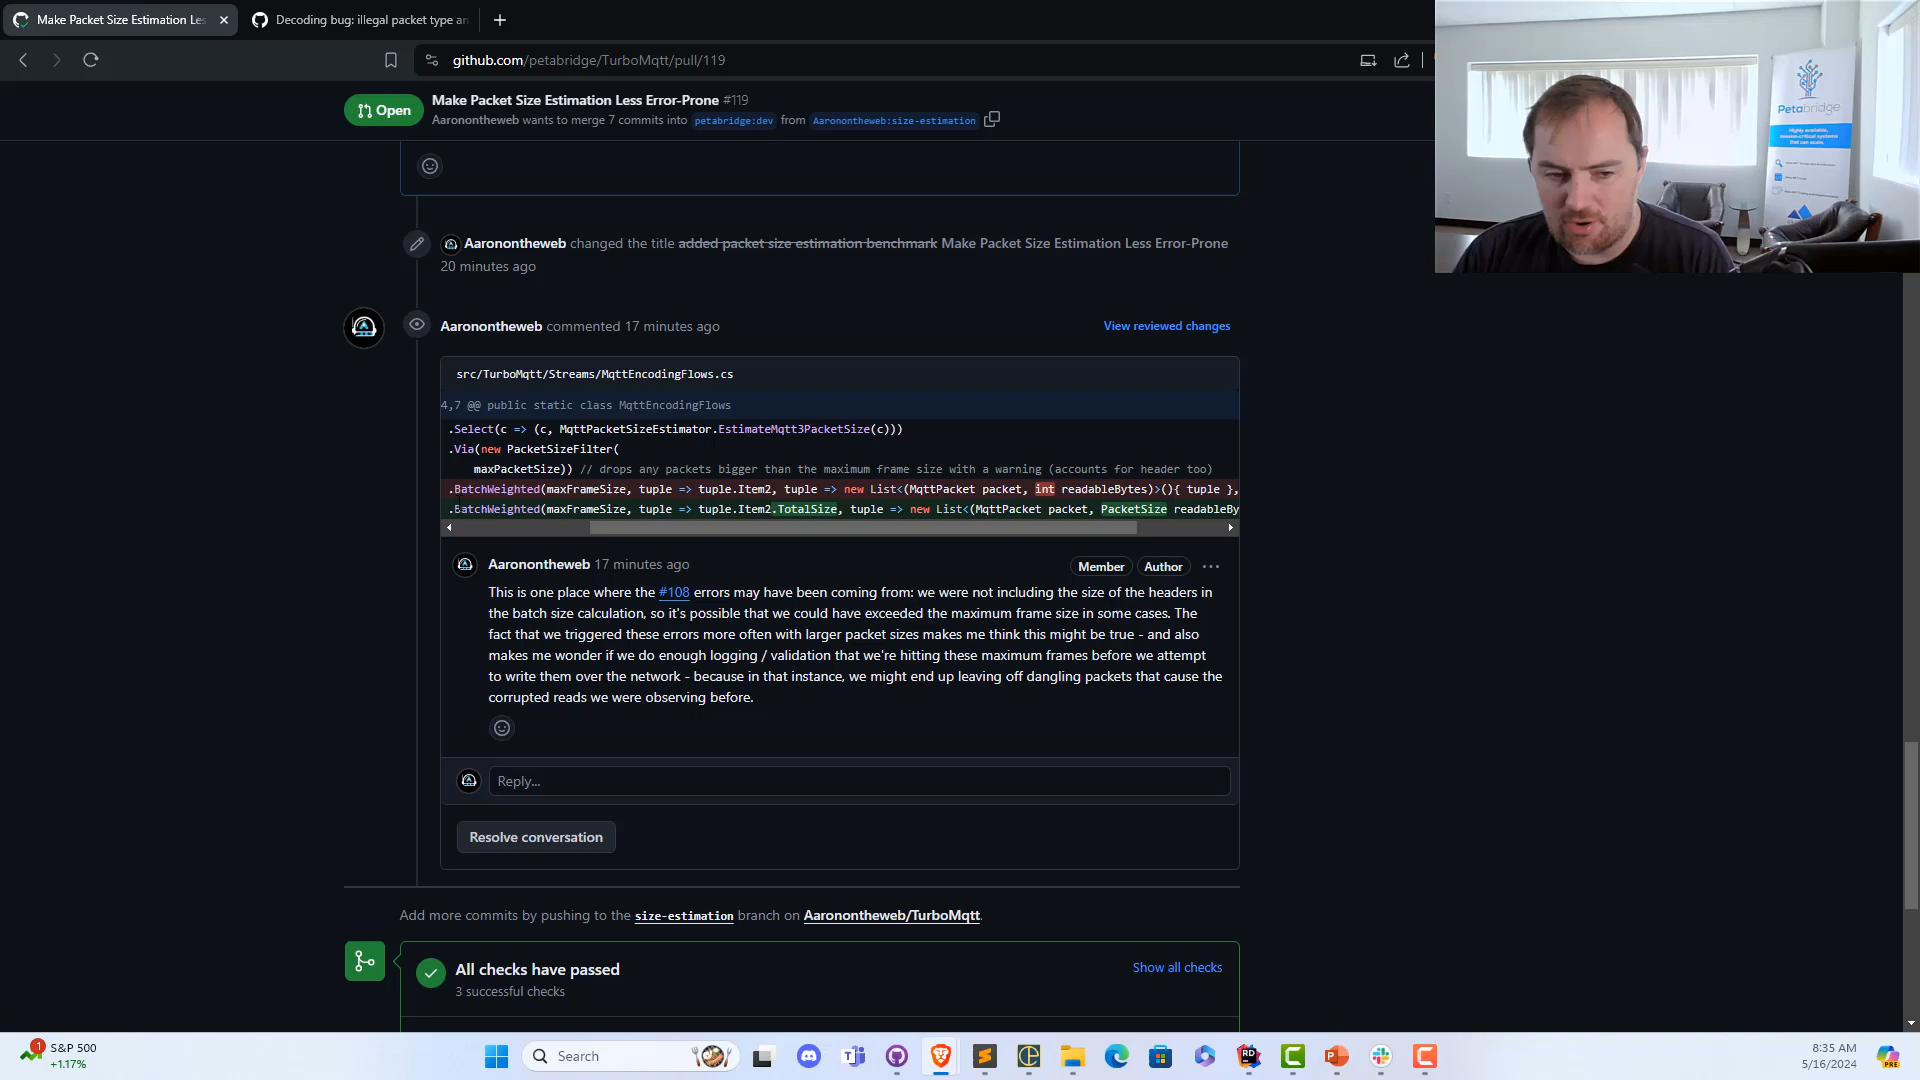 Make Packet Size Estimation Les
Decoding bug: illegal packet type an
github.com/petabridge/TurboMqtt/pull/119
Open
Make Packet Size Estimation Less Error-Prone #119
Aaronontheweb wants to merge 7 commits into petabridge:dev from Aaronontheweb:size-estimation
Petabridge
Highly available,
mission-critical systems
that can scale.
Aaronontheweb changed the title added packet size estimation benchmark Make Packet Size Estimation Less Error-Prone
20 minutes ago
Aaronontheweb commented 17 minutes ago
View reviewed changes
src/TurboMqtt/Streams/MqttEncodingFlows.cs
4,7 @@ public static class MqttEncodingFlows
.Select(c => (c, MqttPacketSizeEstimator.EstimateMqtt3PacketSize(c)))
.Via(new PacketSizeFilter(
maxPacketSize)) // drops any packets bigger than the maximum frame size with a warning (accounts for header too)
.BatchWeighted(maxFrameSize, tuple => tuple.Item2, tuple => new List<(MqttPacket packet, int readableBytes)>(){ tuple },
.BatchWeighted(maxFrameSize, tuple => tuple.Item2.TotalSize, tuple => new List<(MqttPacket packet, PacketSize readableBy
Aaronontheweb 17 minutes ago
Member
Author
This is one place where the #108 errors may have been coming from: we were not including the size of the headers in
the batch size calculation, so it's possible that we could have exceeded the maximum frame size in some cases. The
fact that we triggered these errors more often with larger packet sizes makes me think this might be true - and also
makes me wonder if we do enough logging / validation that we're hitting these maximum frames before we attempt
to write them over the network - because in that instance, we might end up leaving off dangling packets that cause the
corrupted reads we were observing before.
Reply...
Resolve conversation
Add more commits by pushing to the size-estimation branch on Aaronontheweb/TurboMqtt.
All checks have passed
Show all checks
3 successful checks
1
S&P 500
+1.17%
Search
RD
8:35 AM
5/16/2024
PRE